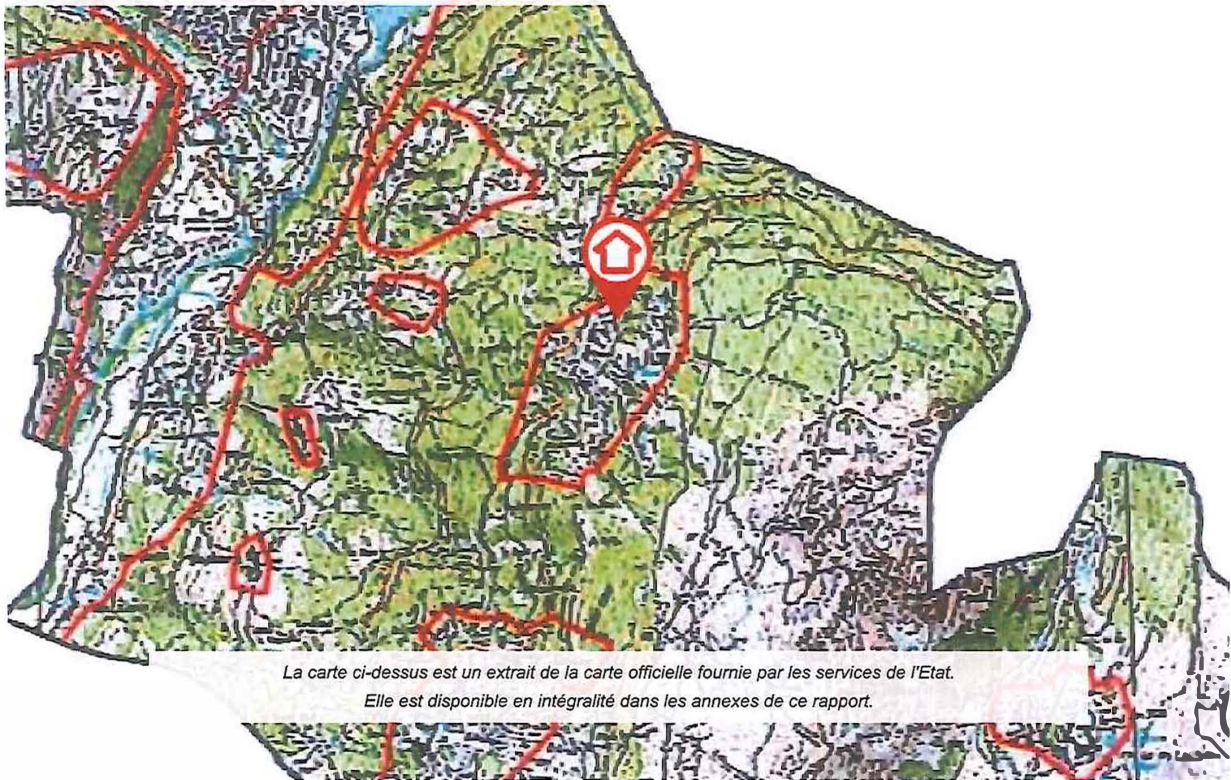 La carte ci-dessus est un extrait de la carte officielle fournie par les services de l'Etat.
Elle est disponible en intégralité dans les annexes de ce rapport.